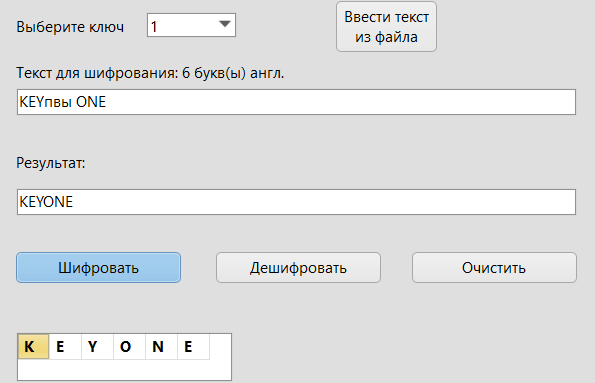 Выберите ключ 1
Ввести текст
из файла
Текст для шифрования: 6 букв(ы) англ.
KEYпвы ONE
Результат:
KEYONE
Шифровать Дешифровать Очистить
K E Y O N E